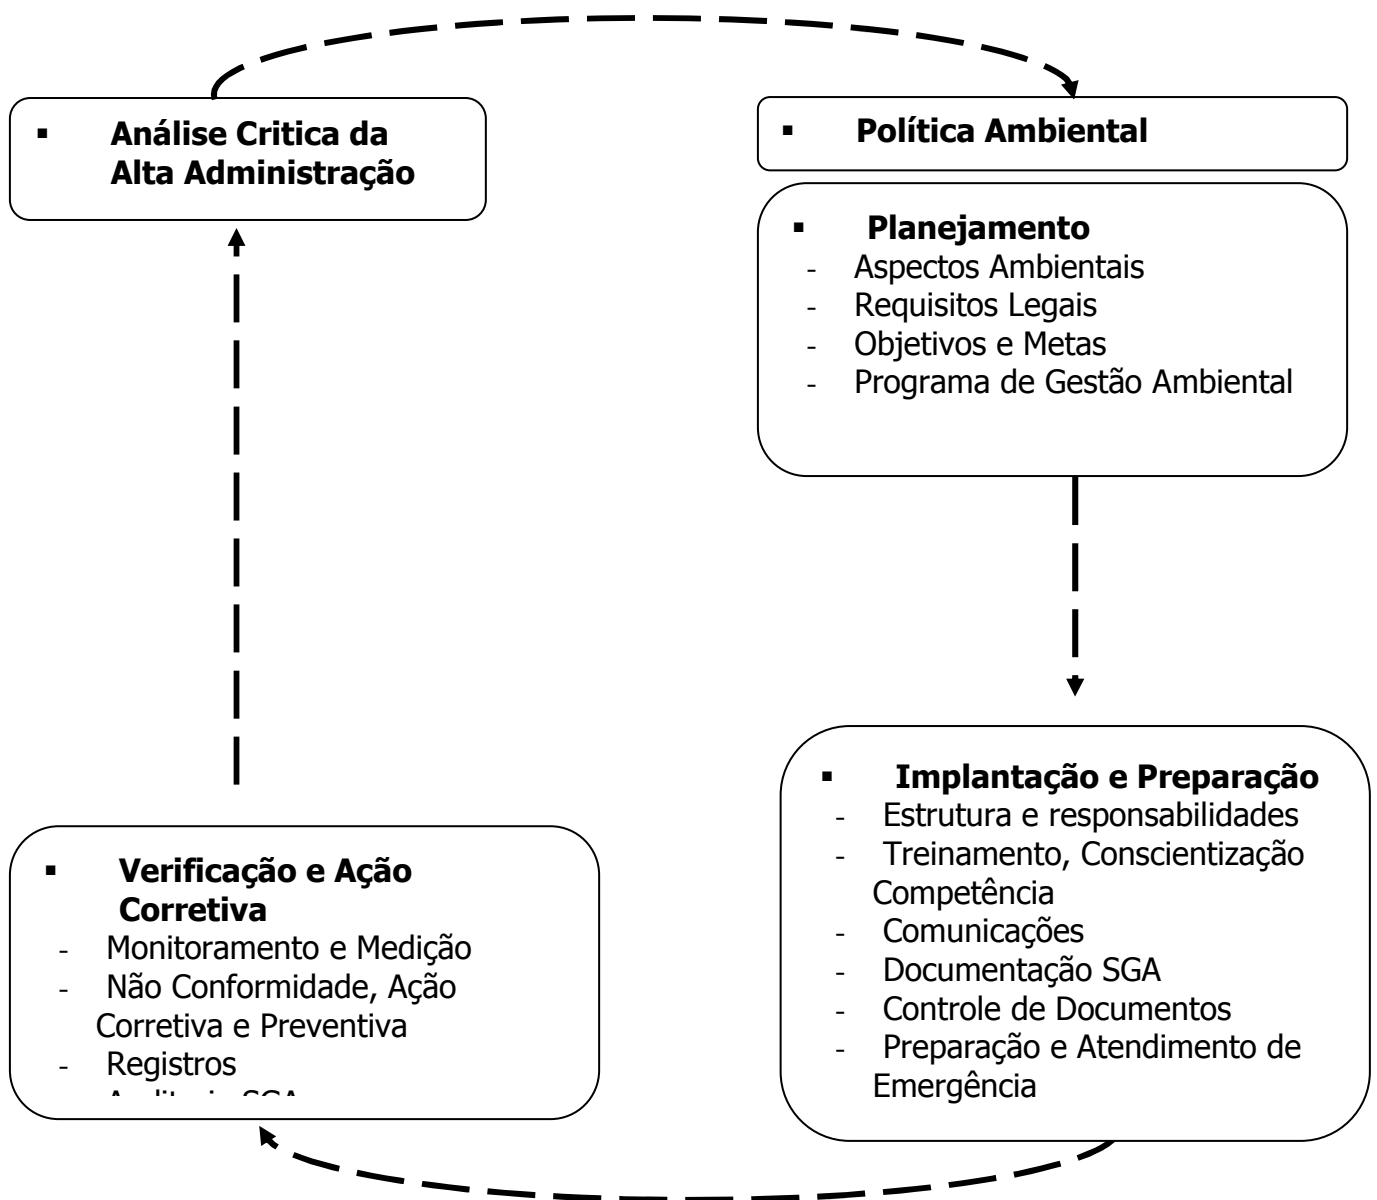 ▪ Análise Critica da
Alta Administração
▪ Política Ambiental
▪ Planejamento
- Aspectos Ambientais
- Requisitos Legais
- Objetivos e Metas
- Programa de Gestão Ambiental
▪ Implantação e Preparação
- Estrutura e responsabilidades
- Treinamento, Conscientização
Competência
- Comunicações
- Documentação SGA
- Controle de Documentos
- Preparação e Atendimento de
Emergência
▪ Verificação e Ação
Corretiva
- Monitoramento e Medição
- Não Conformidade, Ação
Corretiva e Preventiva
- Registros